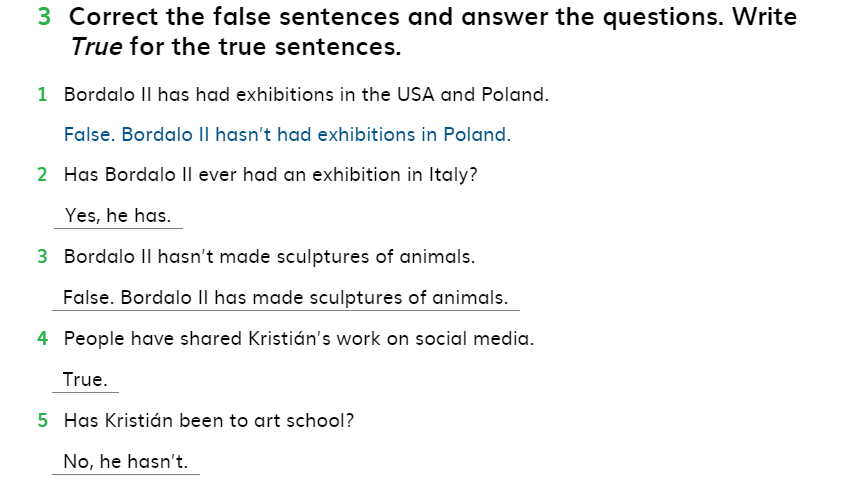 3 Correct the false sentences and answer the questions. Write
True for the true sentences.
1 Bordalo II has had exhibitions in the USA and Poland.
False. Bordalo II hasn't had exhibitions in Poland.
2 Has Bordalo II ever had an exhibition in Italy?
Yes, he has.
3 Bordalo II hasn't made sculptures of animals.
False. Bordalo II has made sculptures of animals.
4 People have shared Kristián's work on social media.
True.
5 Has Kristián been to art school?
No, he hasn't.